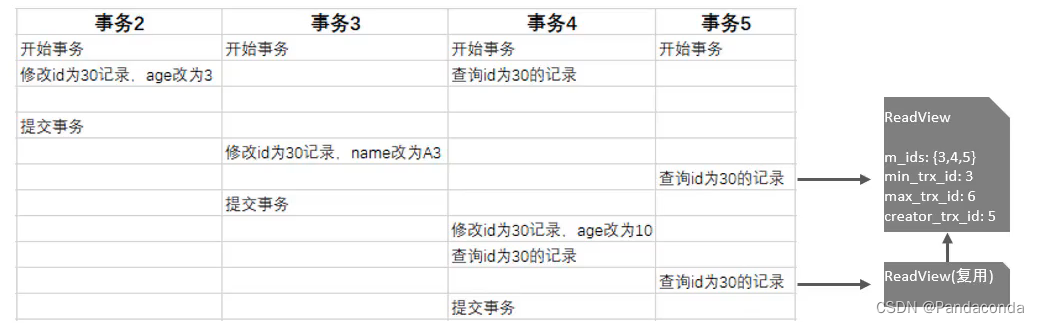 事务2 事务3 事务4 事务5
开始事务 开始事务 开始事务 开始事务
修改id为30记录，age改为3 查询id为30的记录
提交事务
修改id为30记录，name改为A3
查询id为30的记录
提交事务
修改id为30记录，age改为10
查询id为30的记录
查询id为30的记录
提交事务
ReadView
m_ids: {3,4,5}
min_trx_id: 3
max_trx_id: 6
creator_trx_id: 5
ReadView(复用)
CSDN @Pandaconda